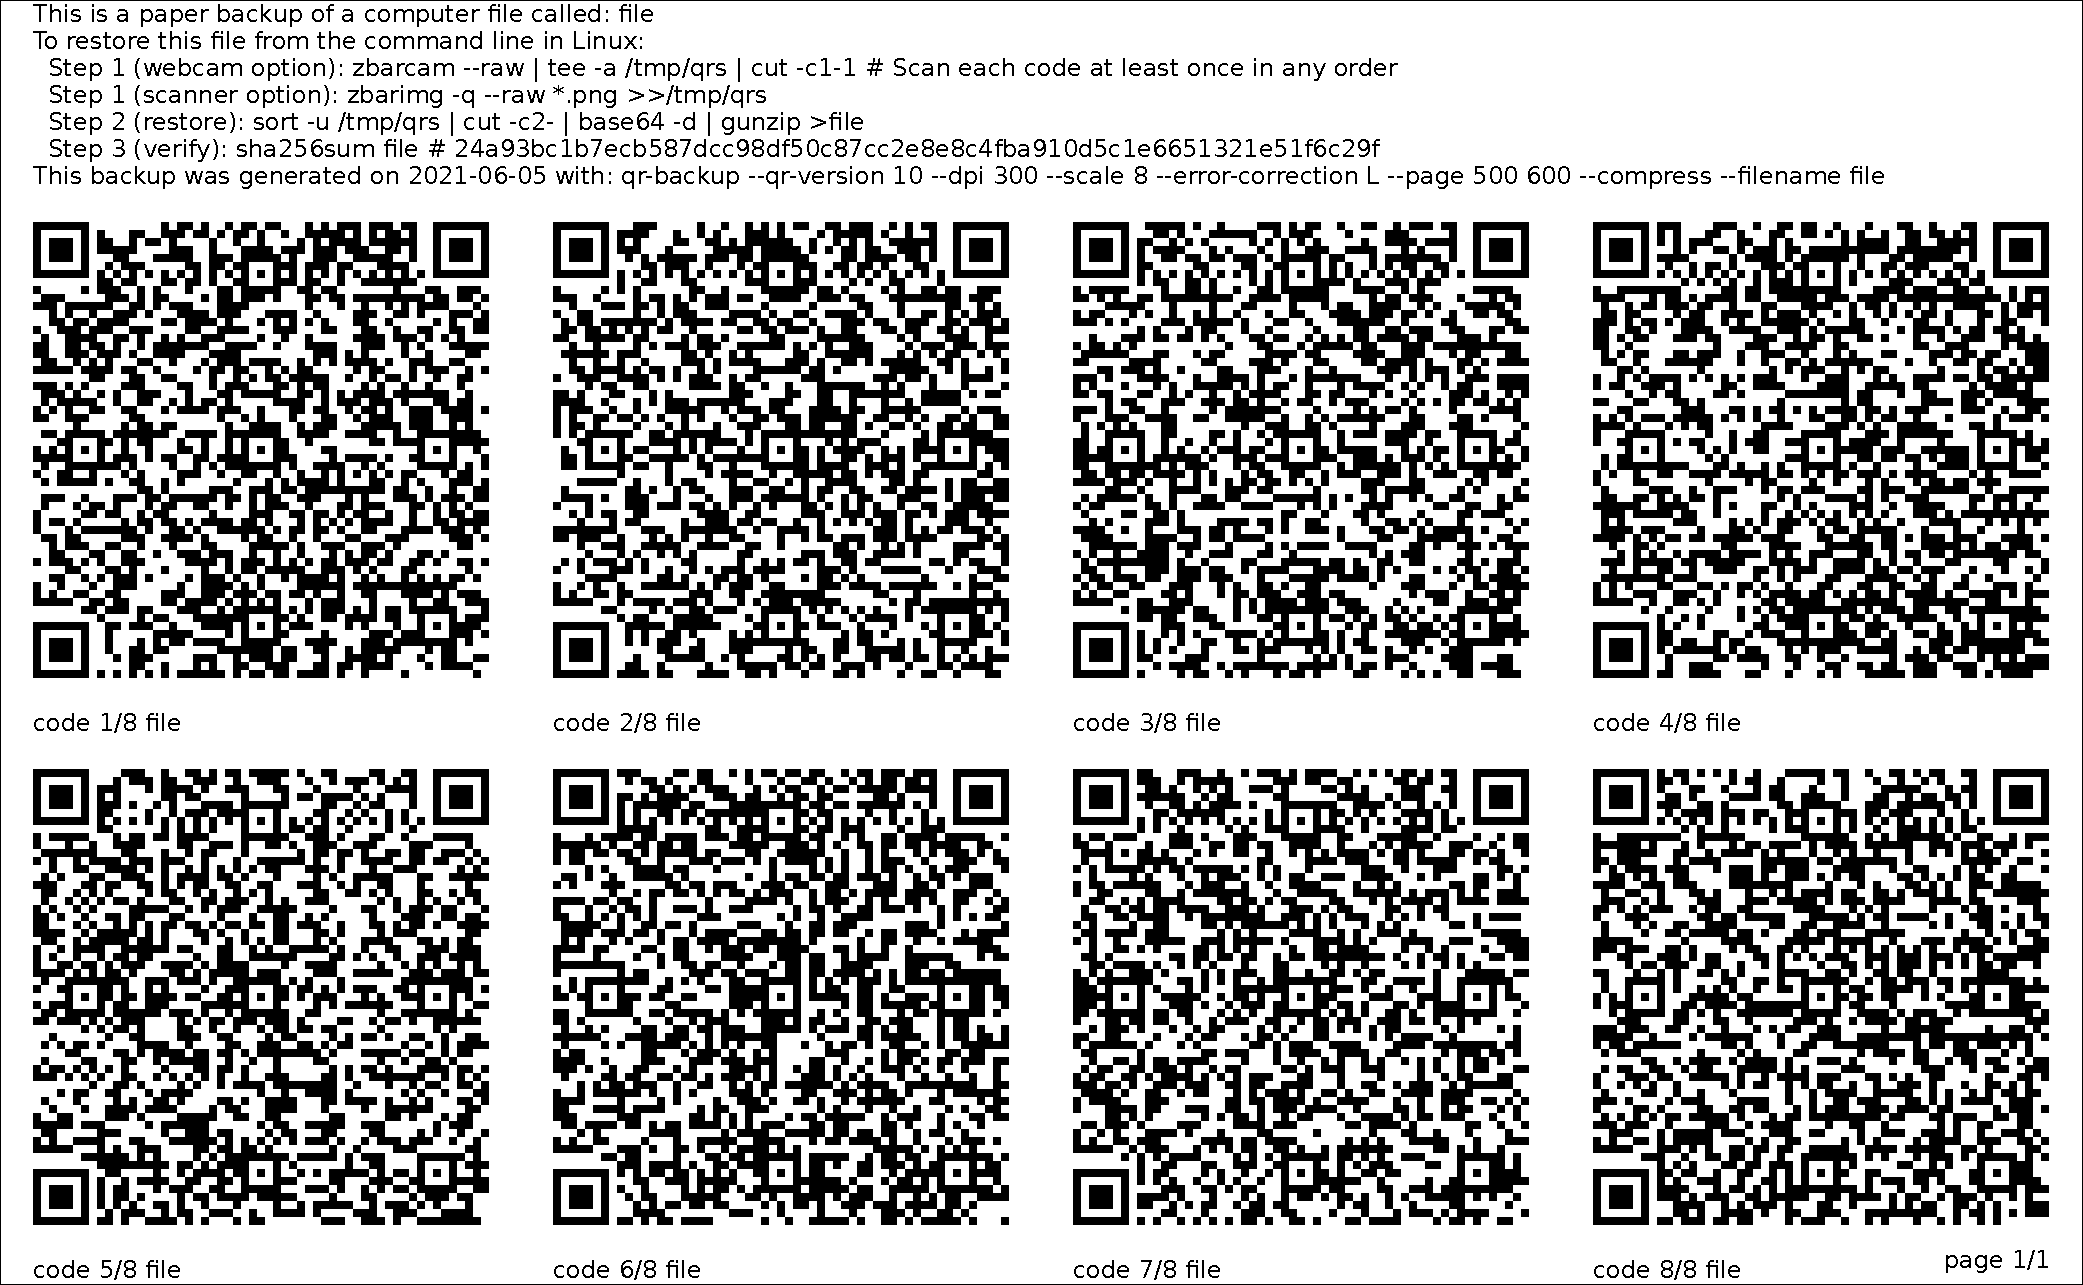 This is a paper backup of a computer file called: file
To restore this file from the command line in Linux:
Step 1 (webcam option): zbarcam --raw | tee -a /tmp/qrs | cut -c1-1 # Scan each code at least once in any order
Step 1 (scanner option): zbarimg -q --raw *.png >>/tmp/qrs
Step 2 (restore): sort -u /tmp/qrs | cut -c2- | base64 -d | gunzip >file
Step 3 (verify): sha256sum file # 24a93bc1b7ecb587dcc98df50c87cc2e8e8c4fba910d5c1e6651321e51f6c29f
This backup was generated on 2021-06-05 with: qr-backup --qr-version 10 --dpi 300 --scale 8 --error-correction L --page 500 600 --compress --filename file
code 1/8 file
code 2/8 file
code 3/8 file
code 4/8 file
code 5/8 file
code 6/8 file
code 7/8 file
code 8/8 file
page 1/1